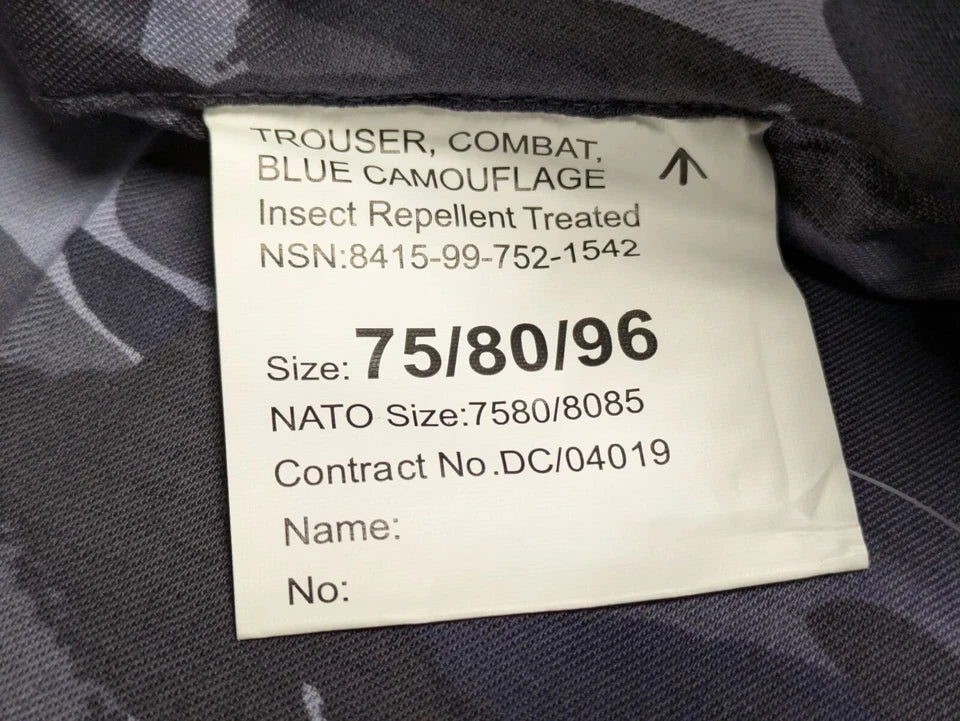 TROUSER, COMBAT,
BLUE CAMOUFLAGE
Insect Repellent Treated
NSN:8415-99-752-1542
Size: 75/80/96
NATO Size:7580/8085
Contract No.DC/04019
Name:
No: